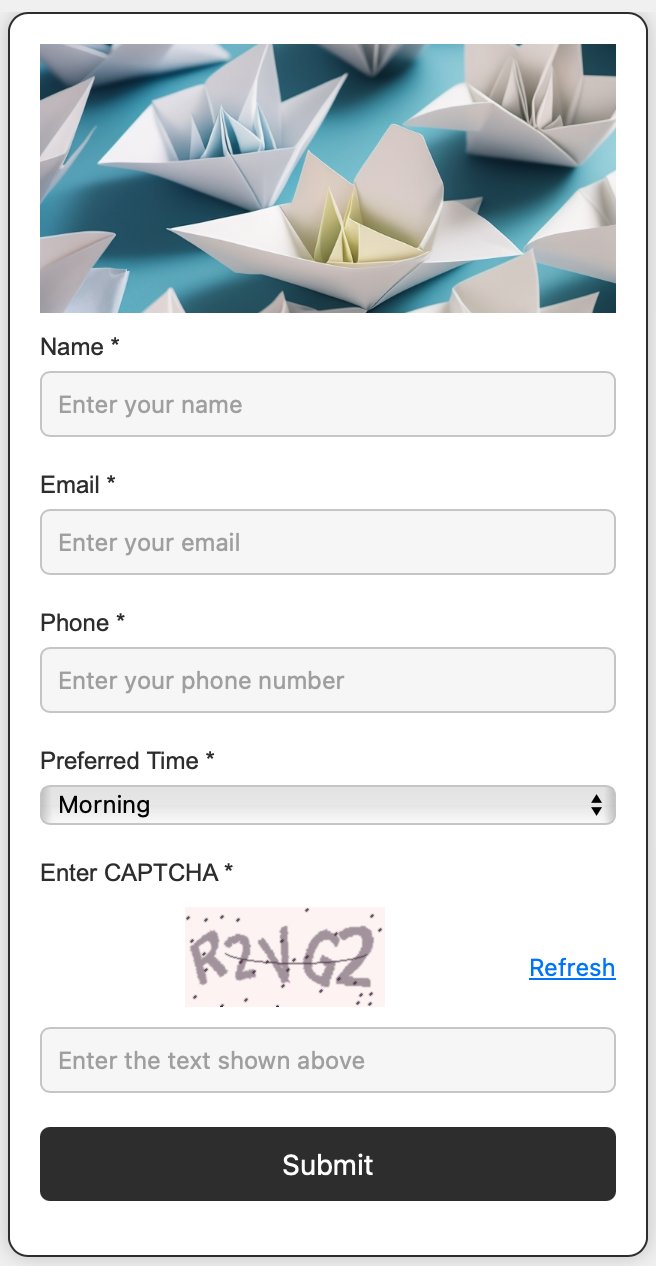 Name *
Enter your name
Email *
Enter your email
Phone *
Enter your phone number
Preferred Time *
Morning
Enter CAPTCHA *
Refresh
Enter the text shown above
Submit